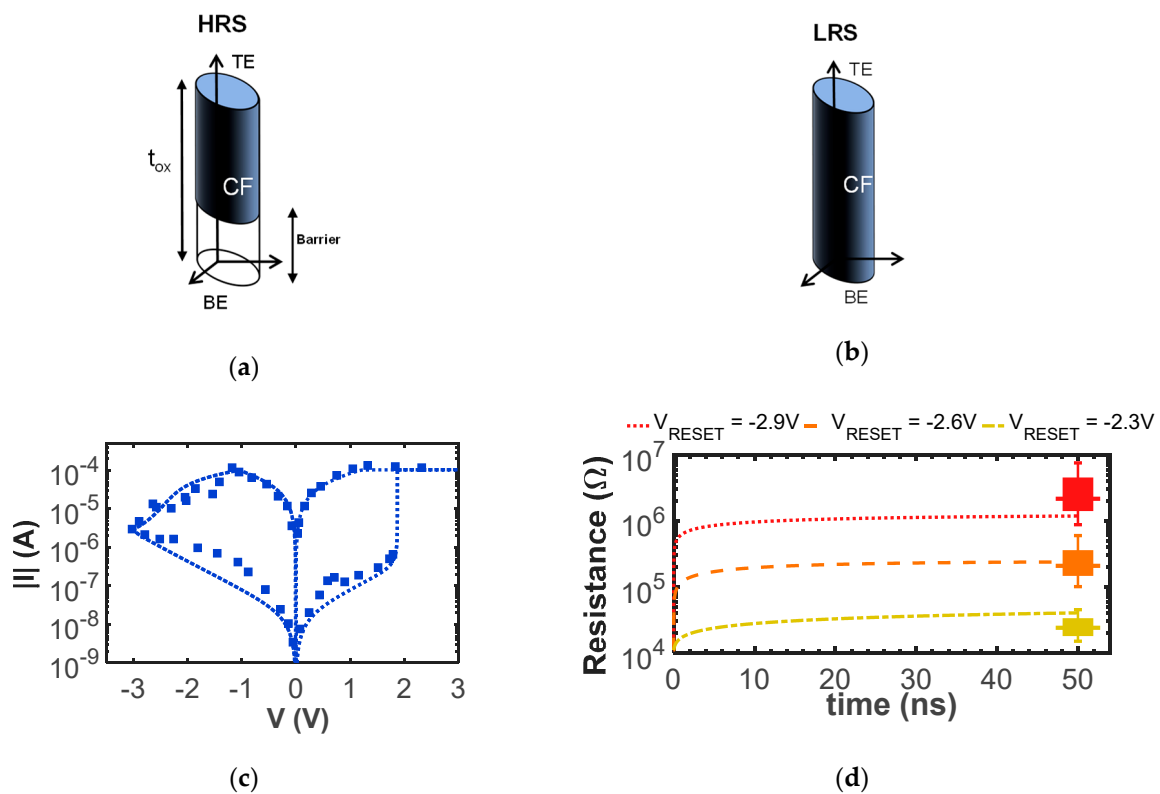 HRS
TE
t_ox
CF
Barrier
BE
(a)
LRS
TE
CF
BE
(b)
|I| (A)
10^-4
10^-5
10^-6
10^-7
10^-8
10^-9
-3 -2 -1 0 1 2 3
V (V)
(c)
V_RESET = -2.9V V_RESET = -2.6V V_RESET = -2.3V
Resistance (Ω)
10^7
10^6
10^5
10^4
0 10 20 30 40 50
time (ns)
(d)